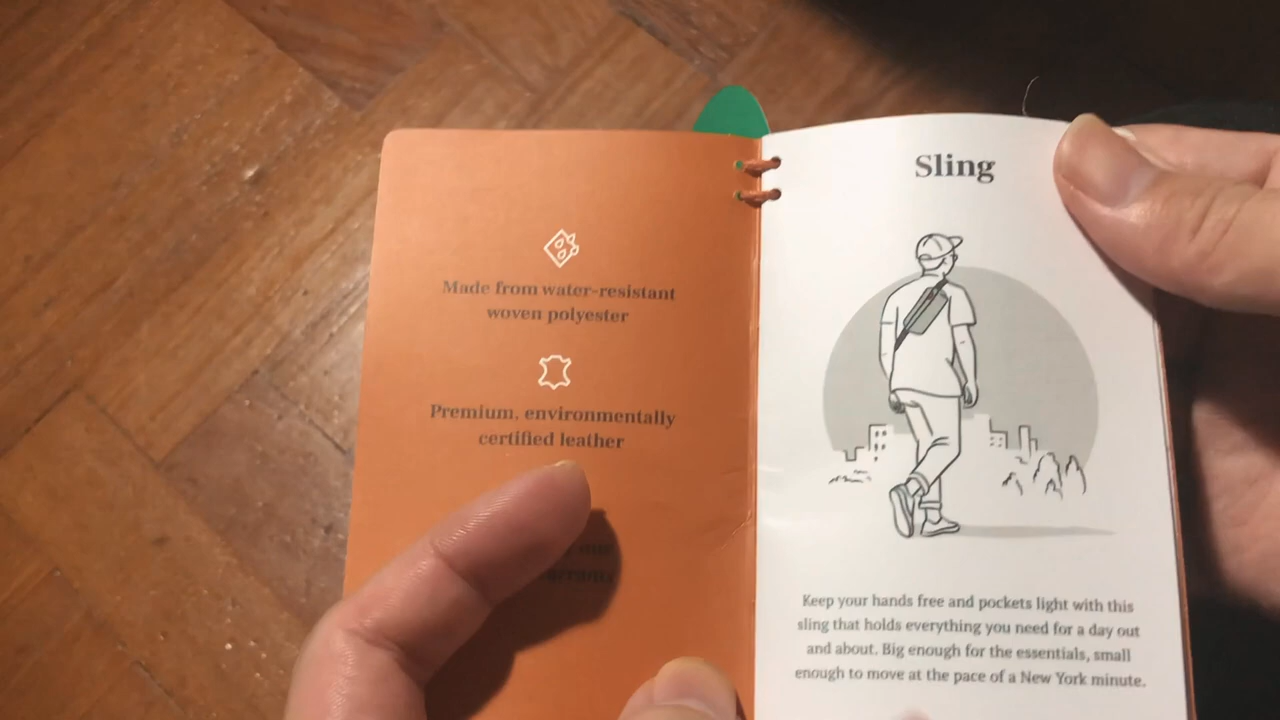 Made from water-resistant
woven polyester
Premium, environmentally
certified leather
Sling
Keep your hands free and pockets light with this
sling that holds everything you need for a day out
and about. Big enough for the essentials, small
enough to move at the pace of a New York minute.